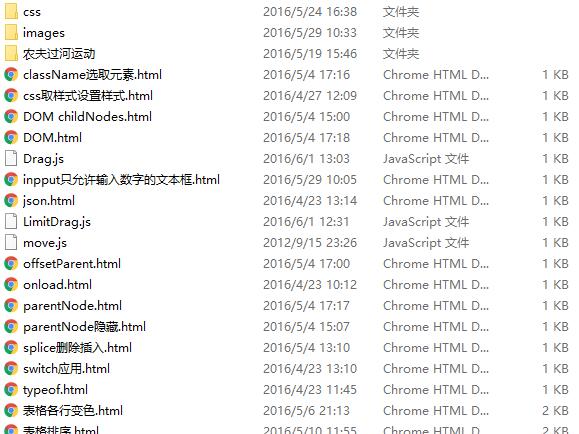 css 2016/5/24 16:38 文件夹
images 2016/5/29 10:33 文件夹
农夫过河运动 2016/5/19 15:46 文件夹
className选取元素.html 2016/5/4 17:16 Chrome HTML D... 1 KB
css取样式设置样式.html 2016/4/27 12:09 Chrome HTML D... 1 KB
DOM childNodes.html 2016/5/4 15:00 Chrome HTML D... 1 KB
DOM.html 2016/5/4 17:18 Chrome HTML D... 1 KB
Drag.js 2016/6/1 13:03 JavaScript 文件 1 KB
inpput只允许输入数字的文本框.html 2016/5/29 10:05 Chrome HTML D... 1 KB
json.html 2016/4/23 13:14 Chrome HTML D... 1 KB
LimitDrag.js 2016/6/1 12:31 JavaScript 文件 1 KB
move.js 2012/9/15 23:26 JavaScript 文件 1 KB
offsetParent.html 2016/5/4 17:00 Chrome HTML D... 1 KB
onload.html 2016/4/23 10:12 Chrome HTML D... 1 KB
parentNode.html 2016/5/4 17:17 Chrome HTML D... 1 KB
parentNode隐藏.html 2016/5/4 15:07 Chrome HTML D... 1 KB
splice删除插入.html 2016/5/4 13:10 Chrome HTML D... 1 KB
switch应用.html 2016/4/23 13:10 Chrome HTML D... 1 KB
typeof.html 2016/4/23 11:45 Chrome HTML D... 1 KB
表格各行变色.html 2016/5/6 21:13 Chrome HTML D... 2 KB
表格排序.html 2016/5/10 11:55 Chrome HTML D... 2 KB